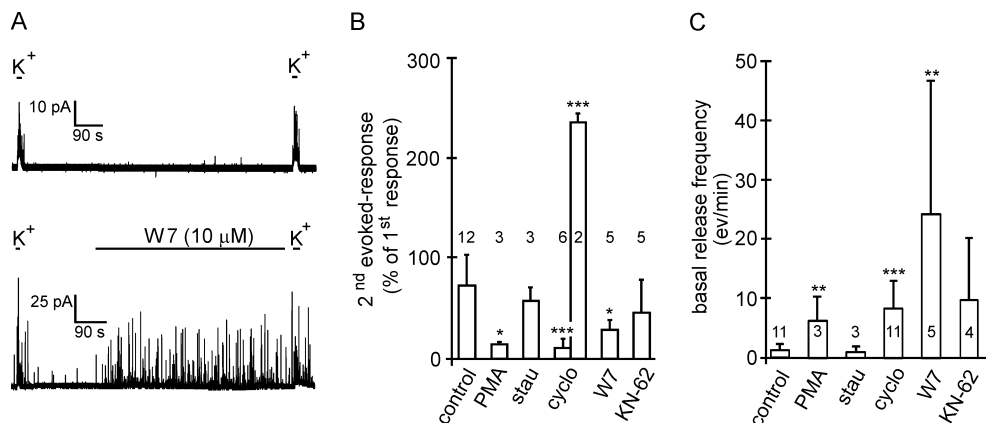 A
K+
K+
10 pA
90 s
K+
W7 (10 µM)
K+
25 pA
90 s
B
2nd evoked-response
(% of 1st response)
300
200
100
0
12
3
3
6
2
5
5
*
***
***
*
control
PMA
stau
cyclo
W7
KN-62
C
basal release frequency
(ev/min)
50
40
30
20
10
0
11
3
3
11
5
4
**
***
**
control
PMA
stau
cyclo
W7
KN-62